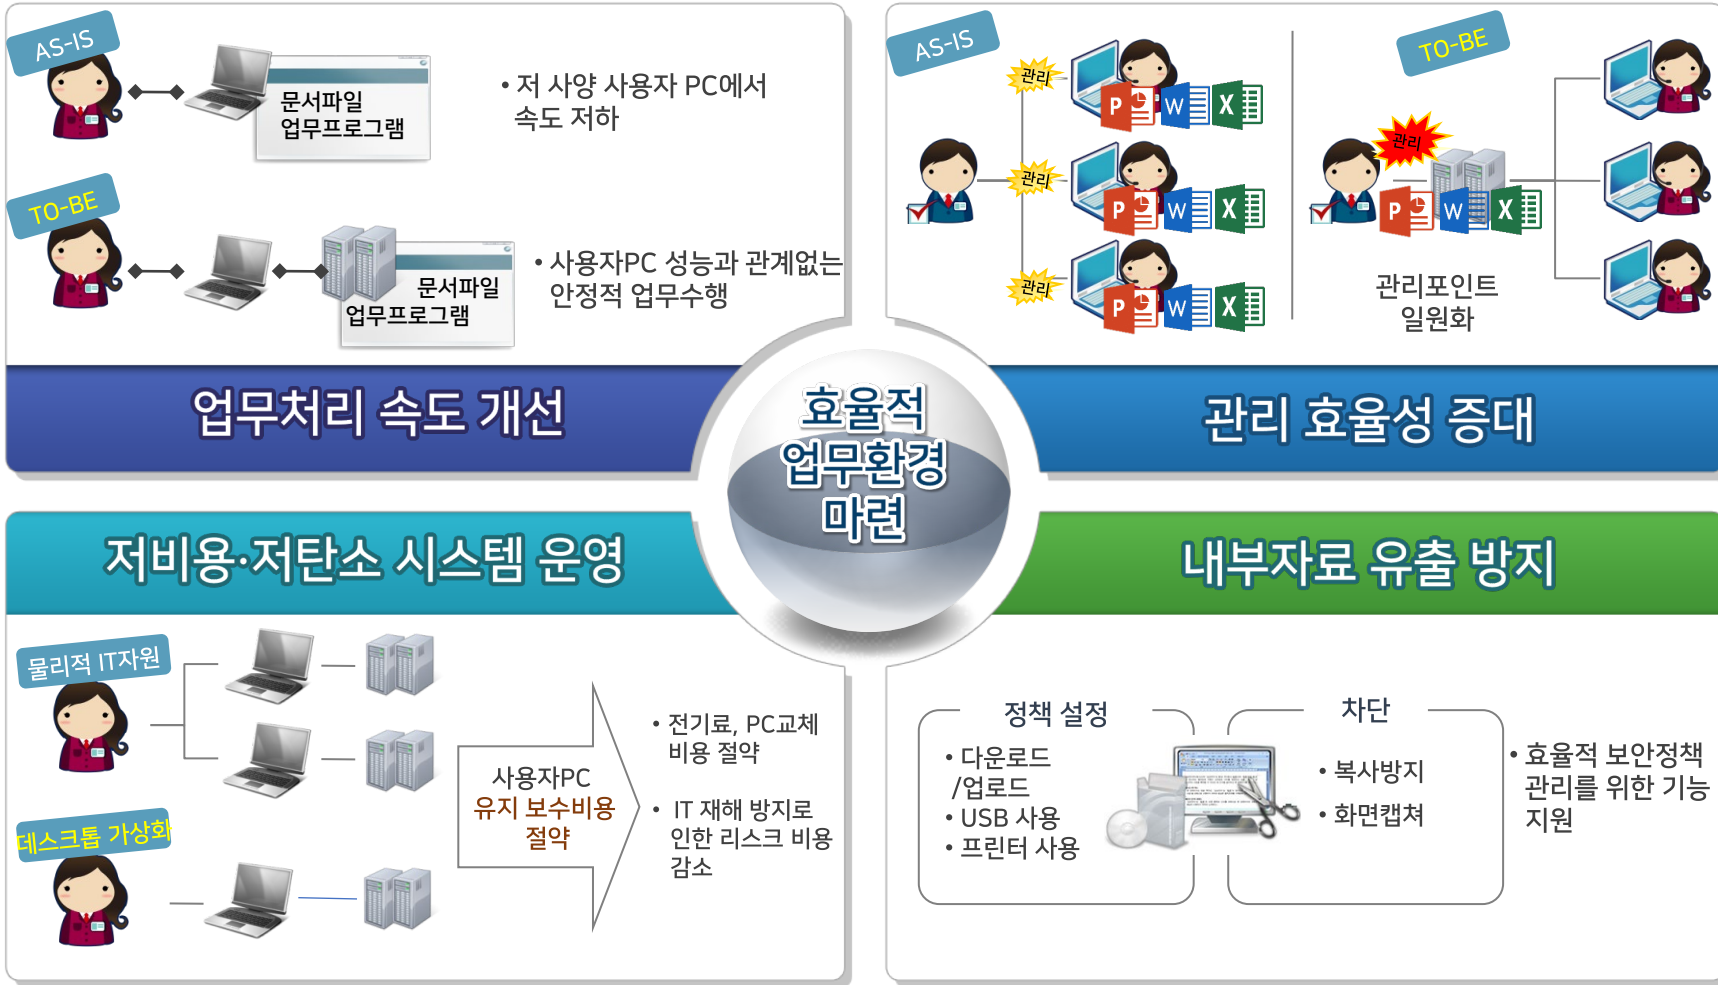 AS-IS
문서파일
업무프로그램
• 저 사양 사용자 PC에서
속도 저하
TO-BE
문서파일
업무프로그램
• 사용자PC 성능과 관계없는
안정적 업무수행
업무처리 속도 개선
AS-IS
관리
P W X
관리
P W X
관리
P W X
TO-BE
관리
P W X
관리포인트
일원화
관리 효율성 증대
효율적
업무환경
마련
저비용·저탄소 시스템 운영
물리적 IT자원
데스크톱 가상화
사용자PC
유지 보수비용
절약
• 전기료, PC교체
비용 절약
• IT 재해 방지로
인한 리스크 비용
감소
내부자료 유출 방지
정책 설정
• 다운로드
/업로드
• USB 사용
• 프린터 사용
차단
• 복사방지
• 화면캡쳐
• 효율적 보안정책
관리를 위한 기능
지원